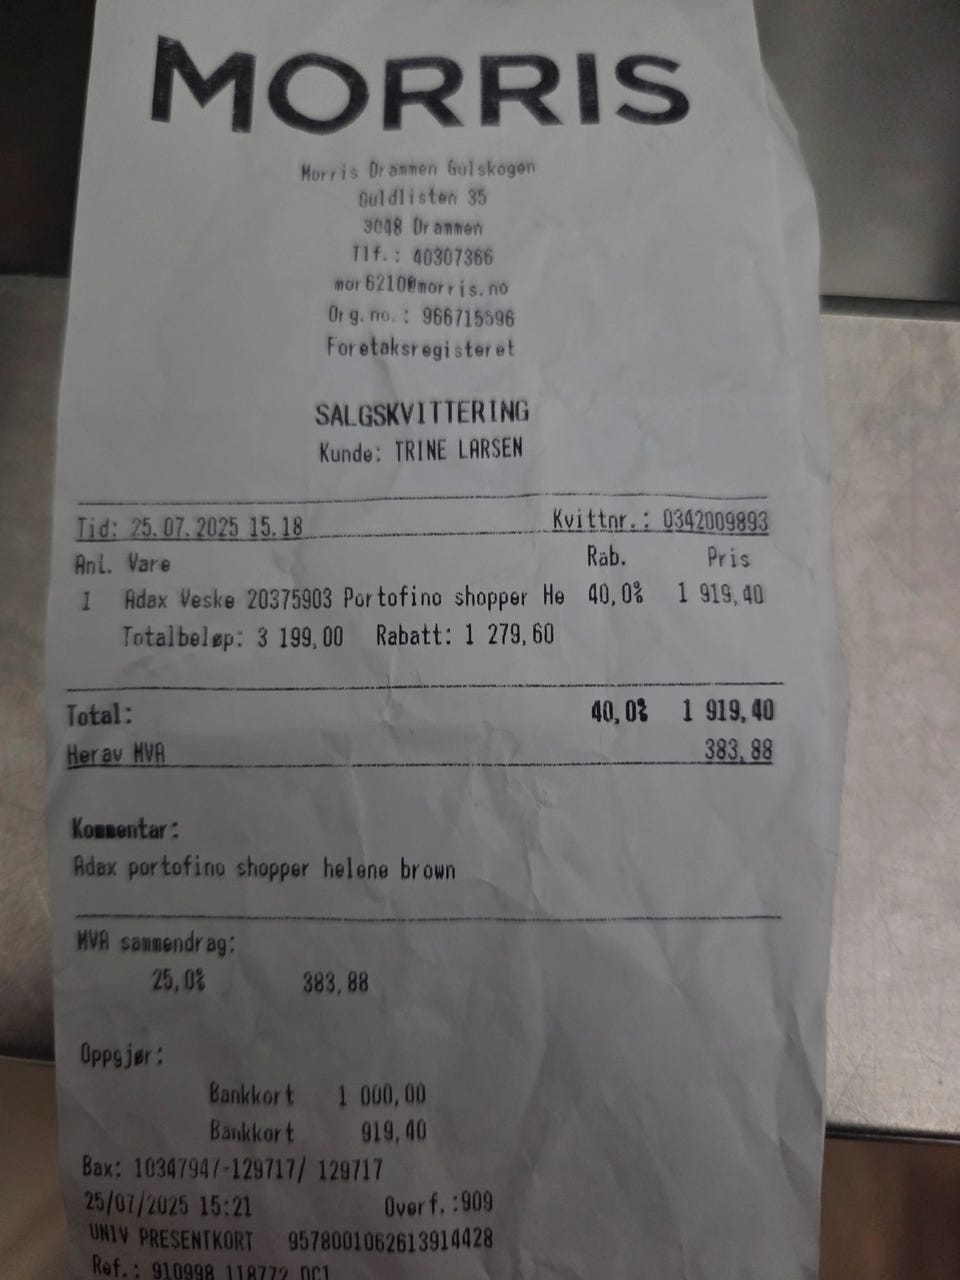 MORRIS
Morris Drammen Gulskogen
Guldlisten 35
3048 Drammen
Tlf.: 40307366
mor6210@morris.no
Org.no.: 966715596
Foretaksregisteret
SALGSKVITTERING
Kunde: TRINE LARSEN
Tid: 25.07.2025 15.18 Kvittnr.: 0342009893
Ant. Vare Rab. Pris
1 Adax Veske 20375903 Portofino shopper He 40,0% 1 919,40
Totalbeløp: 3 199,00 Rabatt: 1 279,60
Total: 40,0% 1 919,40
Herav MVA 383,88
Kommentar:
Adax portofino shopper helene brown
MVA sammendrag:
25,0% 383,88
Oppgjør:
Bankkort 1 000,00
Bankkort 919,40
Bax: 10347947-129717/ 129717
25/07/2025 15:21 Overf.:909
UNIV PRESENTKORT 9578001062613914428
Ref.: 910998 118772 DC1